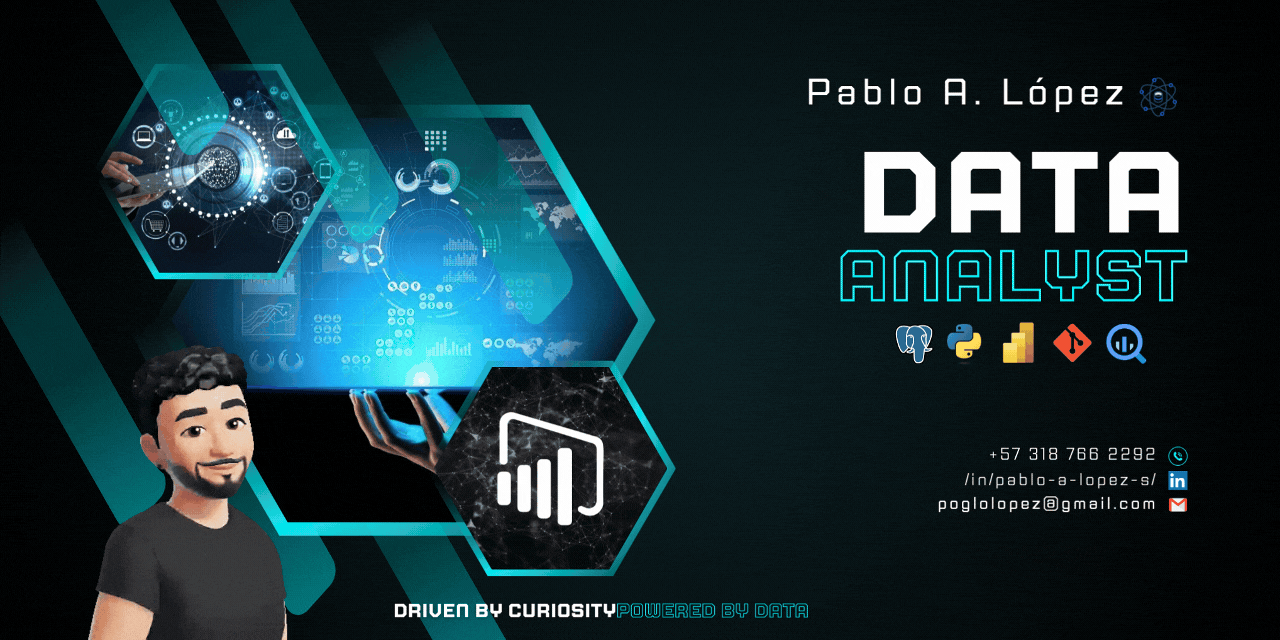 Pablo A. López
DATA
ANALYST
+57 318 766 2292
/in/pablo-a-lopez-s/
poglolopez@gmail.com
DRIVEN BY CURIOSITYPOWERED BY DATA